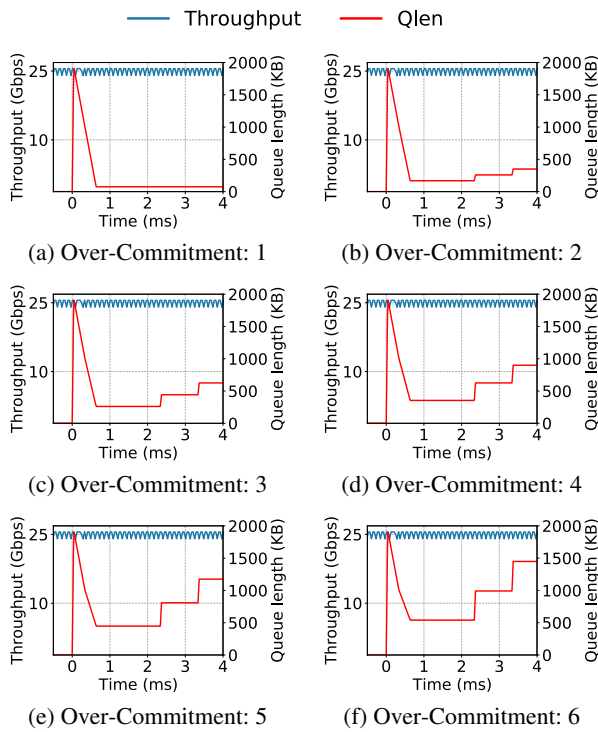 Throughput Qlen
Throughput (Gbps)
25
10
2000
1500
1000
500
0
Queue length (KB)
0 1 2 3 4
Time (ms)
(a) Over-Commitment: 1
Throughput (Gbps)
25
10
2000
1500
1000
500
0
Queue length (KB)
0 1 2 3 4
Time (ms)
(b) Over-Commitment: 2
Throughput (Gbps)
25
10
2000
1500
1000
500
0
Queue length (KB)
0 1 2 3 4
Time (ms)
(c) Over-Commitment: 3
Throughput (Gbps)
25
10
2000
1500
1000
500
0
Queue length (KB)
0 1 2 3 4
Time (ms)
(d) Over-Commitment: 4
Throughput (Gbps)
25
10
2000
1500
1000
500
0
Queue length (KB)
0 1 2 3 4
Time (ms)
(e) Over-Commitment: 5
Throughput (Gbps)
25
10
2000
1500
1000
500
0
Queue length (KB)
0 1 2 3 4
Time (ms)
(f) Over-Commitment: 6